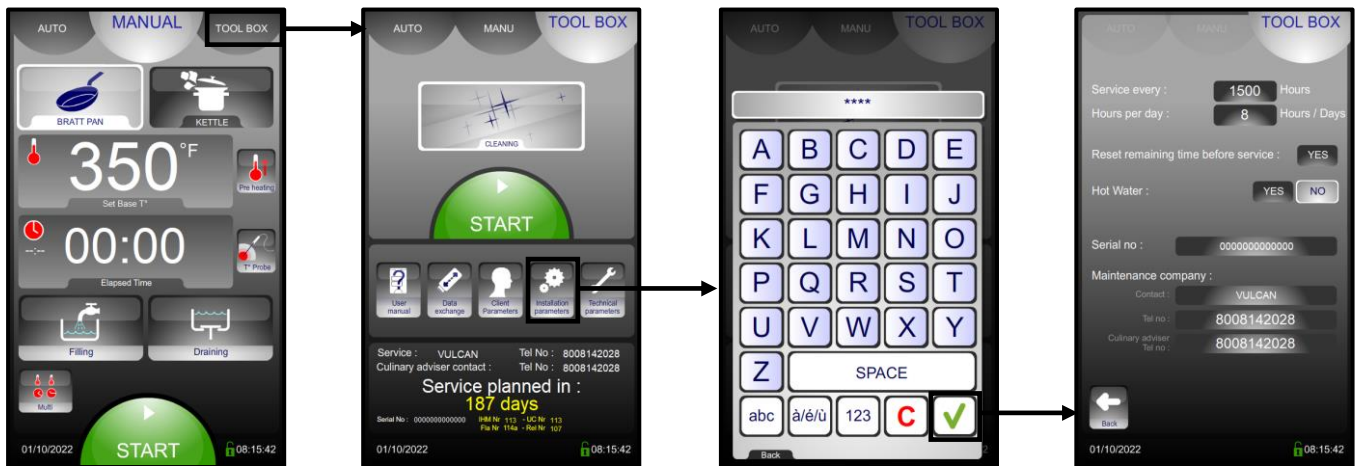 AUTO MANUAL TOOL BOX
BRATT PAN
KETTLE
350 °F
Set Base T°
Pre heating
--:--
00:00
Elapsed Time
T° Probe
Filling
Draining
Multi
START
01/10/2022
08:15:42
AUTO MANU TOOL BOX
CLEANING
START
User manual
Data exchange
Client Parameters
Installation parameters
Technical parameters
Service : VULCAN Tel No : 8008142028
Culinary adviser contact : Tel No : 8008142028
Service planned in :
187 days
Serial No : 0000000000000 IHM Nr 113 - UC Nr 113
Fla Nr 114a - Rel Nr 107
01/10/2022
08:15:42
AUTO MANU TOOL BOX
****
A B C D E
F G H I J
K L M N O
P Q R S T
U V W X Y
Z SPACE
abc à/é/ù 123 C
Back
2
AUTO MANU TOOL BOX
Service every : 1500 Hours
Hours per day : 8 Hours / Days
Reset remaining time before service : YES
Hot Water : YES NO
Serial no : 0000000000000
Maintenance company :
Contact : VULCAN
Tel no : 8008142028
Culinary adviser
Tel no : 8008142028
Back
01/10/2022
08:15:42